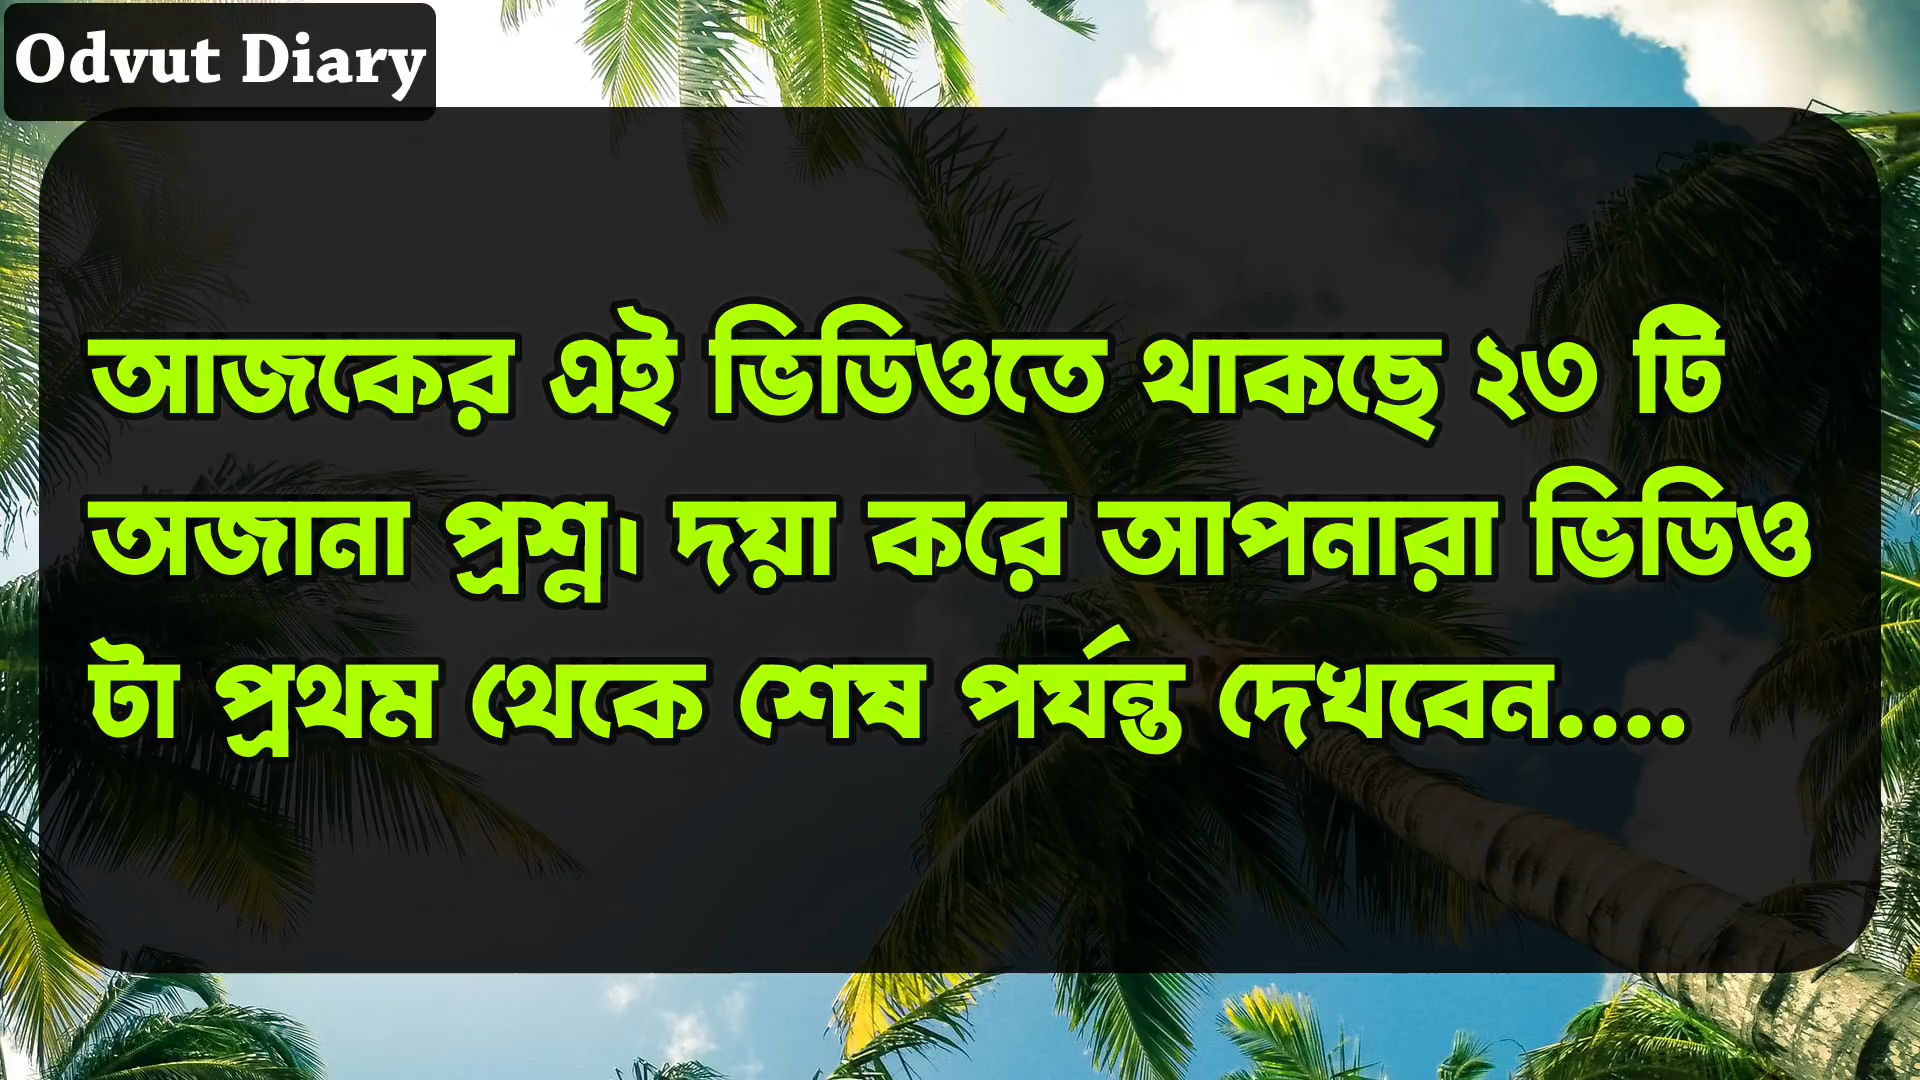 Odvut Diary
আজকের এই ভিডিওতে থাকছে ২৩ টি
অজানা প্রশ্ন। দয়া করে আপনারা ভিডিও
টা প্রথম থেকে শেষ পর্যন্ত দেখবেন....